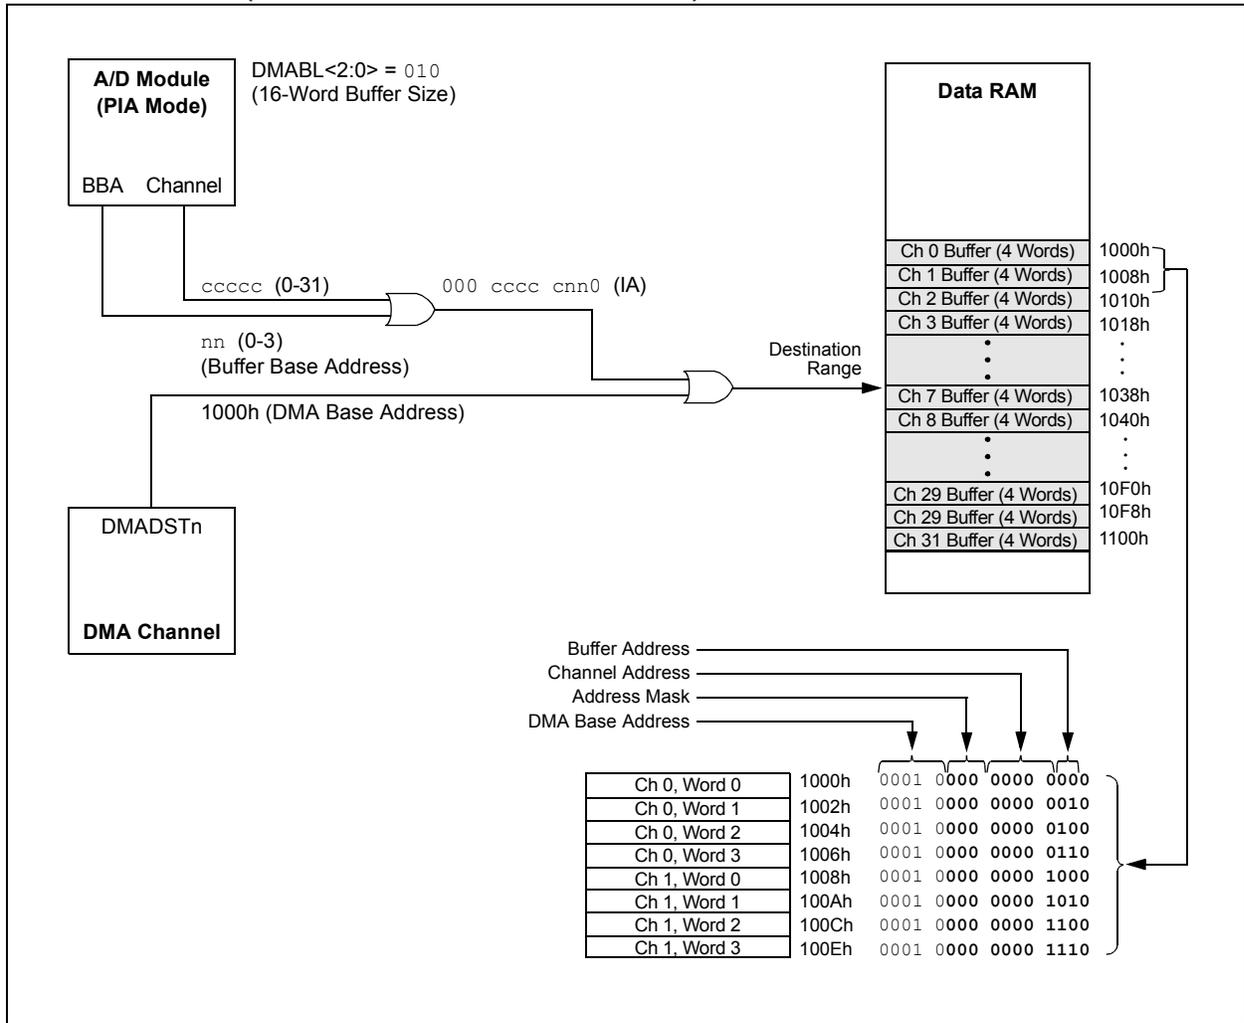 A/D Module
(PIA Mode)
BBA Channel
DMABL<2:0> = 010
(16-Word Buffer Size)
ccccc (0-31)
000 cccc cnn0 (IA)
nn (0-3)
(Buffer Base Address)
1000h (DMA Base Address)
DMADSTn
DMA Channel
Destination
Range
Data RAM
Ch 0 Buffer (4 Words) 1000h
Ch 1 Buffer (4 Words) 1008h
Ch 2 Buffer (4 Words) 1010h
Ch 3 Buffer (4 Words) 1018h
Ch 7 Buffer (4 Words) 1038h
Ch 8 Buffer (4 Words) 1040h
Ch 29 Buffer (4 Words) 10F0h
Ch 29 Buffer (4 Words) 10F8h
Ch 31 Buffer (4 Words) 1100h
Buffer Address
Channel Address
Address Mask
DMA Base Address
Ch 0, Word 0 1000h 0001 0000 0000 0000
Ch 0, Word 1 1002h 0001 0000 0000 0010
Ch 0, Word 2 1004h 0001 0000 0000 0100
Ch 0, Word 3 1006h 0001 0000 0000 0110
Ch 1, Word 0 1008h 0001 0000 0000 1000
Ch 1, Word 1 100Ah 0001 0000 0000 1010
Ch 1, Word 2 100Ch 0001 0000 0000 1100
Ch 1, Word 3 100Eh 0001 0000 0000 1110